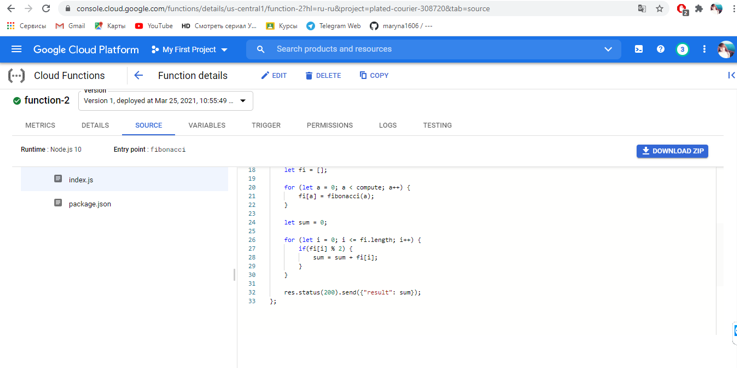 console.cloud.google.com/functions/details/us-central1/function-2?hl=ru-ru&project=plated-courier-308720&tab=source
Сервисы Gmail Карты YouTube HD Смотреть сериал У... Курсы Telegram Web maryna1606 / ---
Google Cloud Platform My First Project Search products and resources 3
(...) Cloud Functions Function details EDIT DELETE COPY
function-2 Version
Version 1, deployed at Mar 25, 2021, 10:55:49 ...
METRICS DETAILS SOURCE VARIABLES TRIGGER PERMISSIONS LOGS TESTING
Runtime : Node.js 10 Entry point : fibonacci DOWNLOAD ZIP
index.js
package.json
18 let fi = [];
19
20 for (let a = 0; a < compute; a++) {
21 fi[a] = fibonacci(a);
22 }
23
24 let sum = 0;
25
26 for (let i = 0; i <= fi.length; i++) {
27 if(fi[i] % 2) {
28 sum = sum + fi[i];
29 }
30 }
31
32 res.status(200).send({"result": sum});
33 };